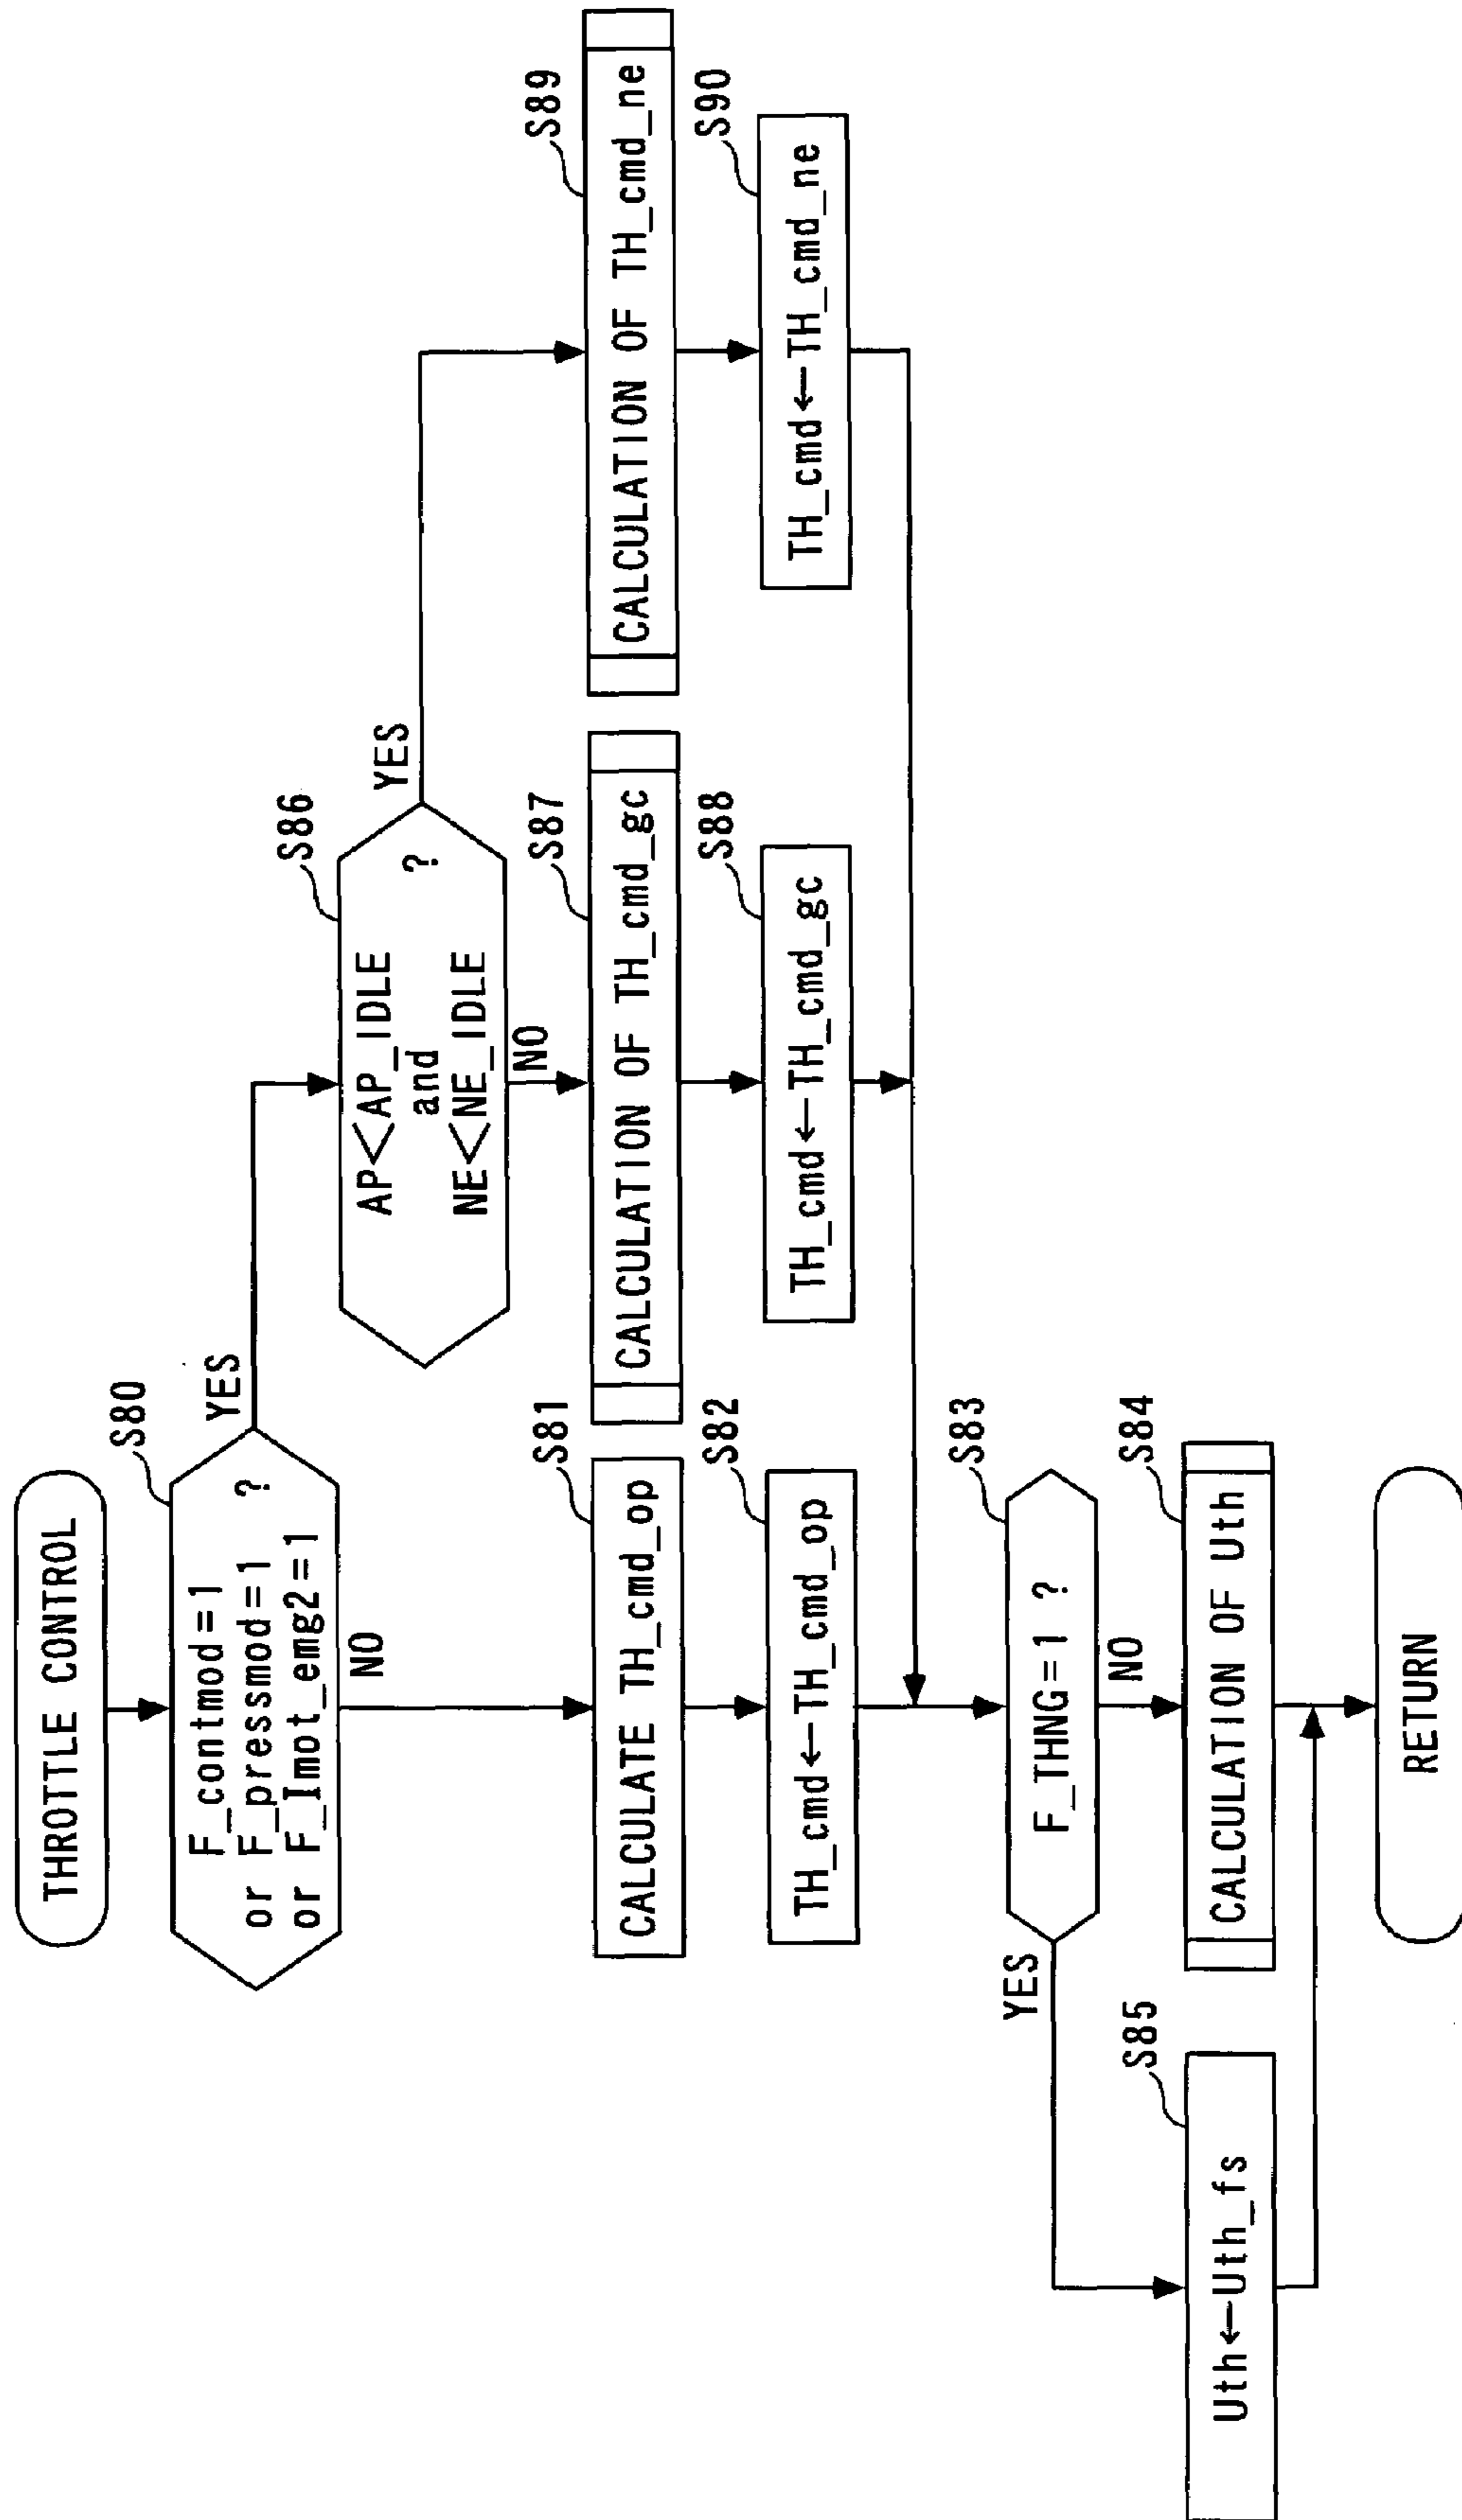 THROTTLE CONTROL
S80
F_contmod=1
or F_pressmod=1 ?
or F_lmot_emg2=1
YES
NO
S86
AP<AP_IDLE
and ?
NE<NE_IDLE
YES
NO
S81
CALCULATE TH_cmd_op
S87
CALCULATION OF TH_cmd_gc
S89
CALCULATION OF TH_cmd_ne
S82
TH_cmd←TH_cmd_op
S88
TH_cmd←TH_cmd_gc
S90
TH_cmd←TH_cmd_ne
S83
F_THNG=1 ?
YES
NO
S85
Uth←Uth_fs
S84
CALCULATION OF Uth
RETURN